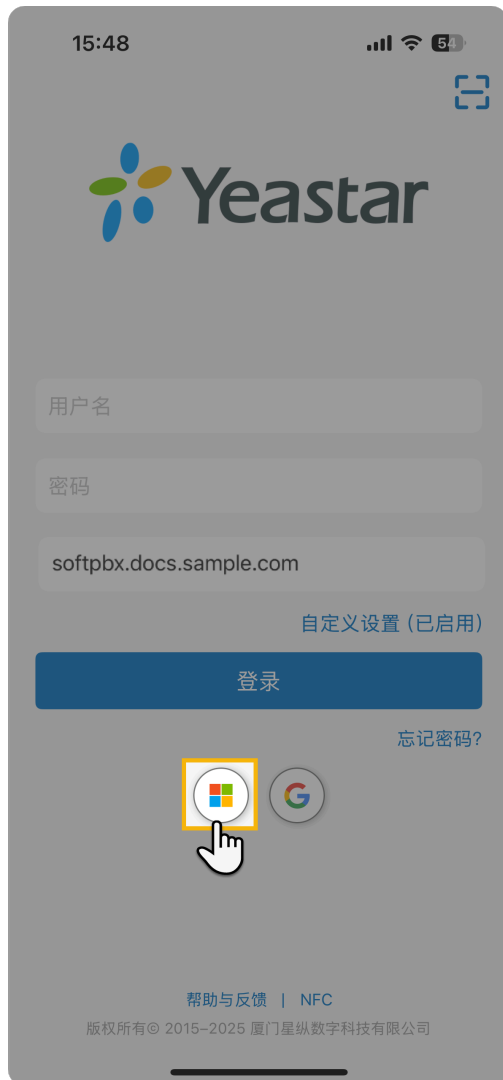 15:48
54
Yeastar
用户名
密码
softpbx.docs.sample.com
自定义设置 (已启用)
登录
忘记密码?
帮助与反馈 | NFC
版权所有© 2015–2025 厦门星纵数字科技有限公司